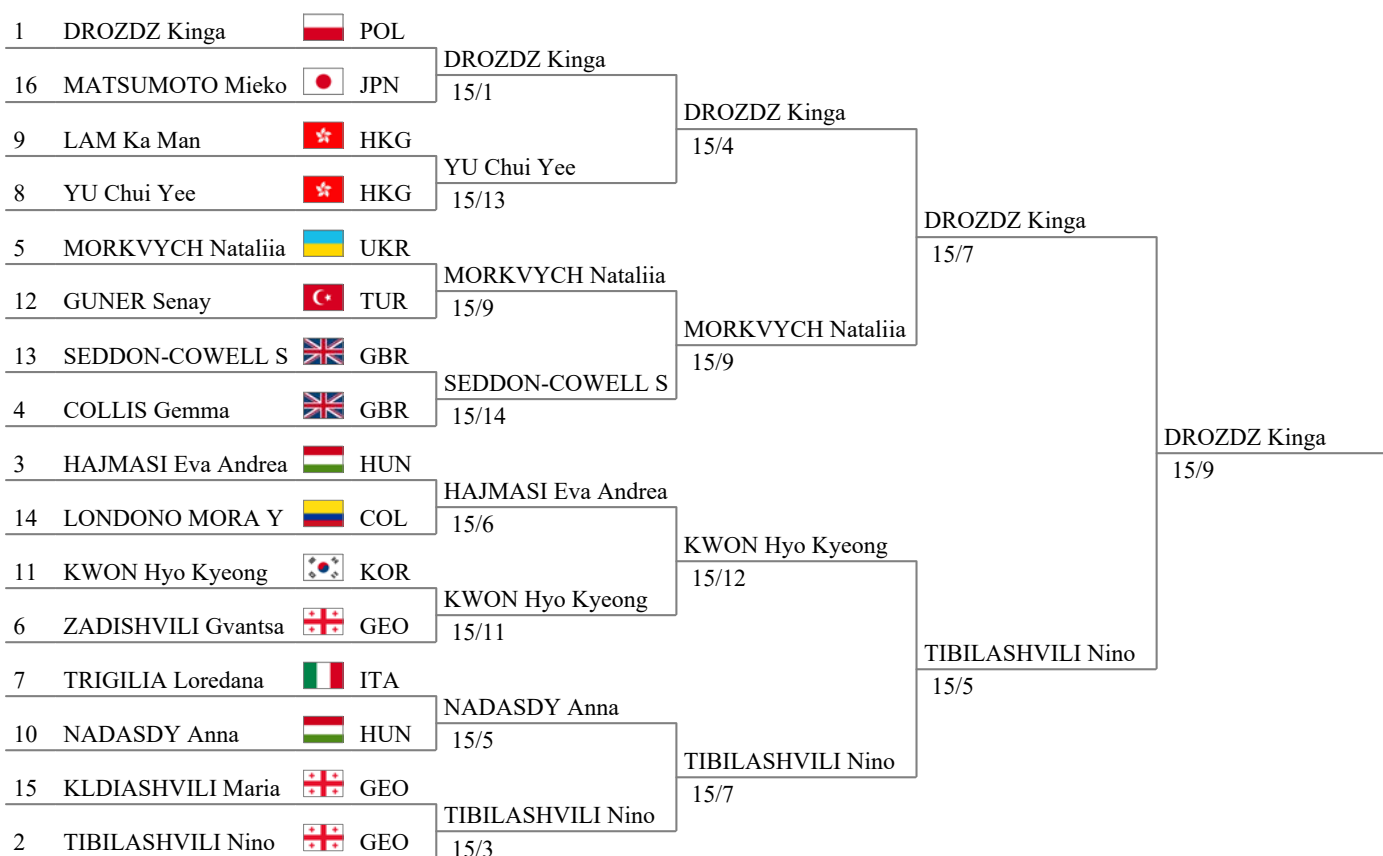 1 DROZDZ Kinga POL
DROZDZ Kinga
16 MATSUMOTO Mieko JPN 15/1
DROZDZ Kinga
9 LAM Ka Man HKG 15/4
YU Chui Yee
8 YU Chui Yee HKG 15/13
DROZDZ Kinga
5 MORKVYCH Nataliia UKR 15/7
MORKVYCH Nataliia
12 GUNER Senay TUR 15/9
MORKVYCH Nataliia
13 SEDDON-COWELL S GBR 15/9
SEDDON-COWELL S
4 COLLIS Gemma GBR 15/14
DROZDZ Kinga
3 HAJMASI Eva Andrea HUN 15/9
HAJMASI Eva Andrea
14 LONDONO MORA Y COL 15/6
KWON Hyo Kyeong
11 KWON Hyo Kyeong KOR 15/12
KWON Hyo Kyeong
6 ZADISHVILI Gvantsa GEO 15/11
TIBILASHVILI Nino
7 TRIGILIA Loredana ITA 15/5
NADASDY Anna
10 NADASDY Anna HUN 15/5
TIBILASHVILI Nino
15 KLDIASHVILI Maria GEO 15/7
TIBILASHVILI Nino
2 TIBILASHVILI Nino GEO 15/3